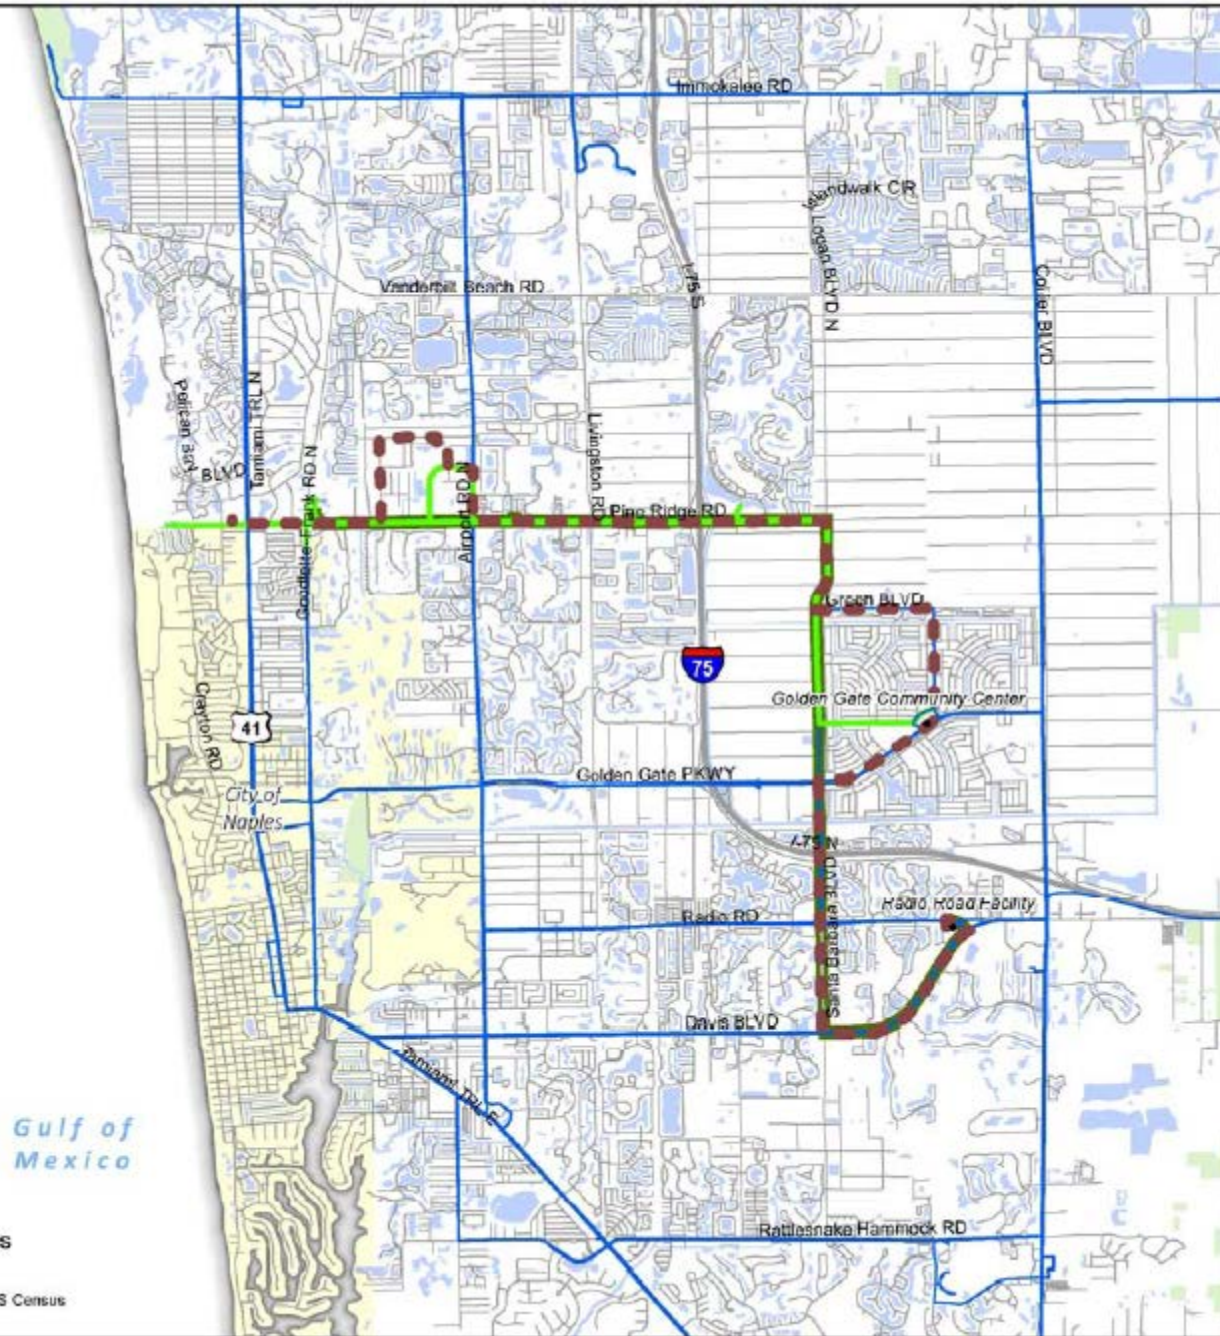 Immokalee RD
Islandwalk CIR
Logan BLVD N
I-75 S
Collier BLVD
Vanderbilt Beach RD
Pelican Bay
BLVD
Tamiami TRL N
Goodlette-Frank RD N
Airport RD N
Livingston RD
Pine Ridge RD
Green BLVD
75
Golden Gate Community Center
Crayton RD
41
Golden Gate PKWY
City of
Naples
I-75 N
Santa Barbara BLVD
Radio RD
Radio Road Facility
Davis BLVD
Tamiami TRL E
Gulf of
Mexico
Rattlesnake Hammock RD
s
S Census